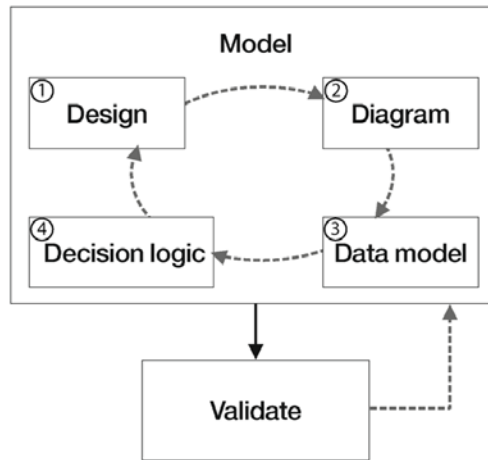 Model
① Design
② Diagram
④ Decision logic
③ Data model
Validate